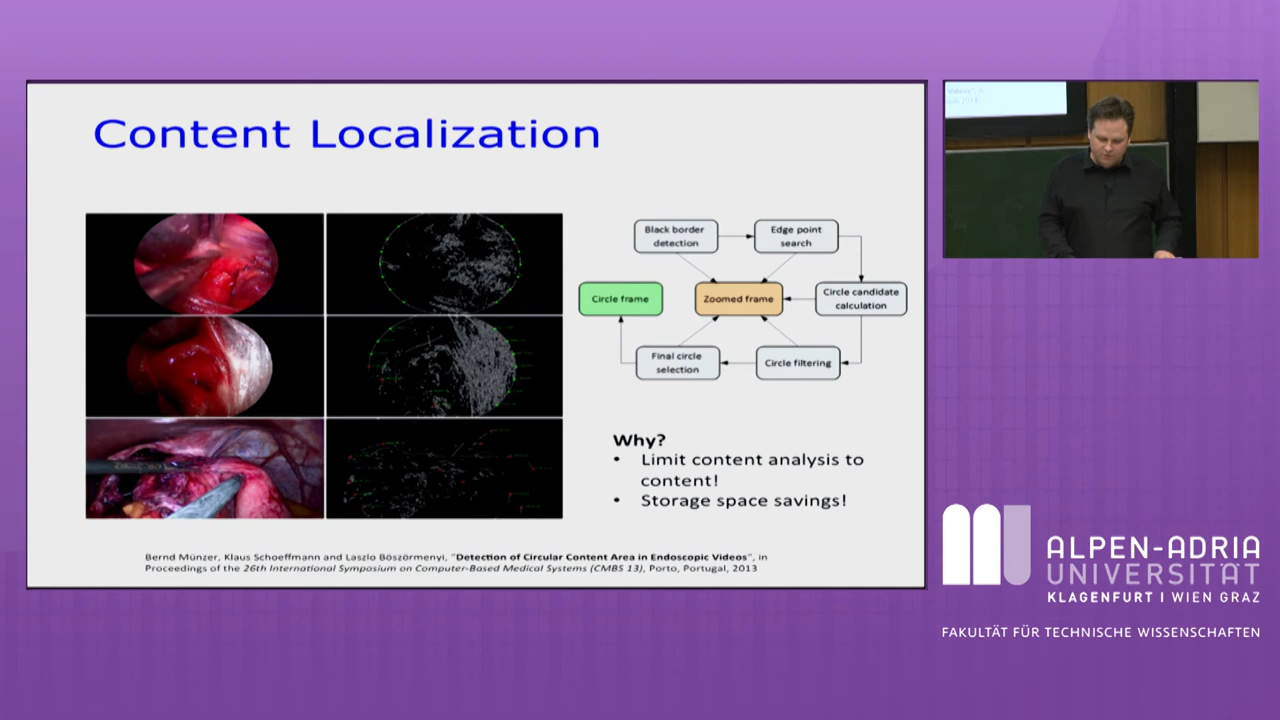 Content Localization
Black border
detection
Edge point
search
Circle frame
Zoomed frame
Circle candidate
calculation
Final circle
selection
Circle filtering
Why?
• Limit content analysis to
content!
• Storage space savings!
Bernd Münzer, Klaus Schoeffmann and Laszlo Böszörmenyi, "Detection of Circular Content Area in Endoscopic Videos", in
Proceedings of the 26th International Symposium on Computer-Based Medical Systems (CMBS 13), Porto, Portugal, 2013
ALPEN-ADRIA
UNIVERSITÄT
KLAGENFURT I WIEN GRAZ
FAKULTÄT FÜR TECHNISCHE WISSENSCHAFTEN